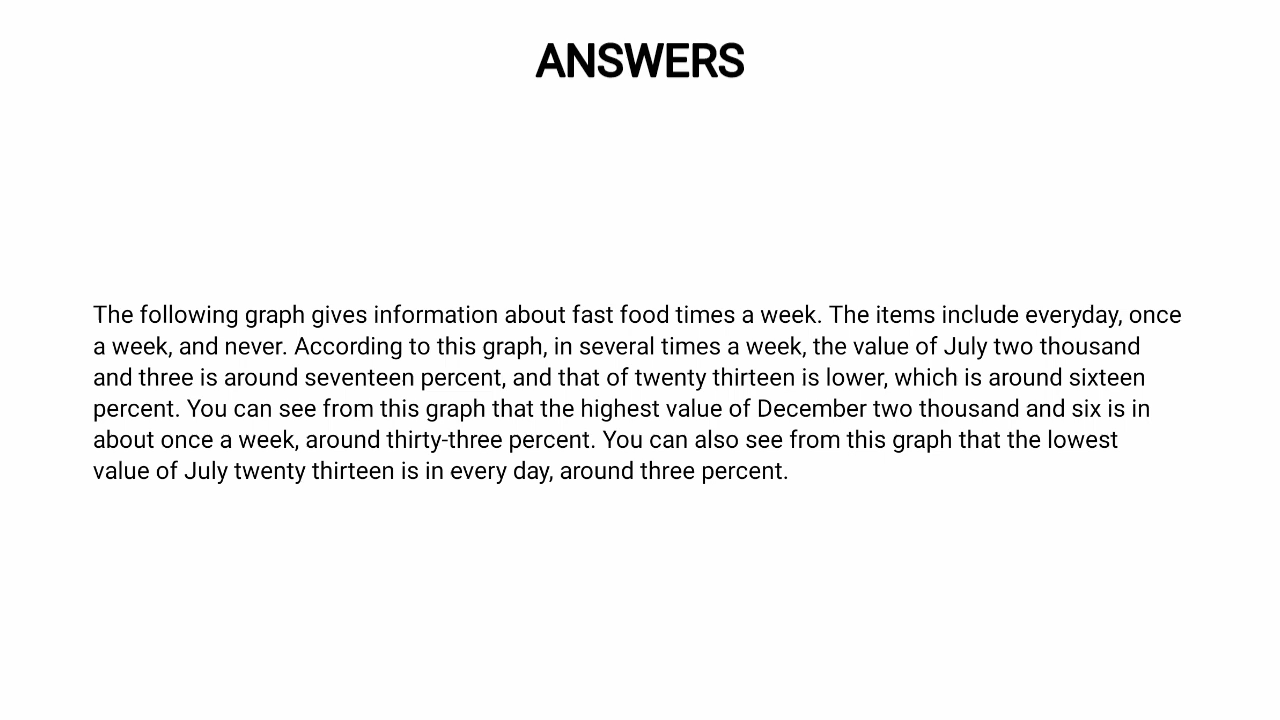 ANSWERS
The following graph gives information about fast food times a week. The items include everyday, once
a week, and never. According to this graph, in several times a week, the value of July two thousand
and three is around seventeen percent, and that of twenty thirteen is lower, which is around sixteen
percent. You can see from this graph that the highest value of December two thousand and six is in
about once a week, around thirty-three percent. You can also see from this graph that the lowest
value of July twenty thirteen is in every day, around three percent.